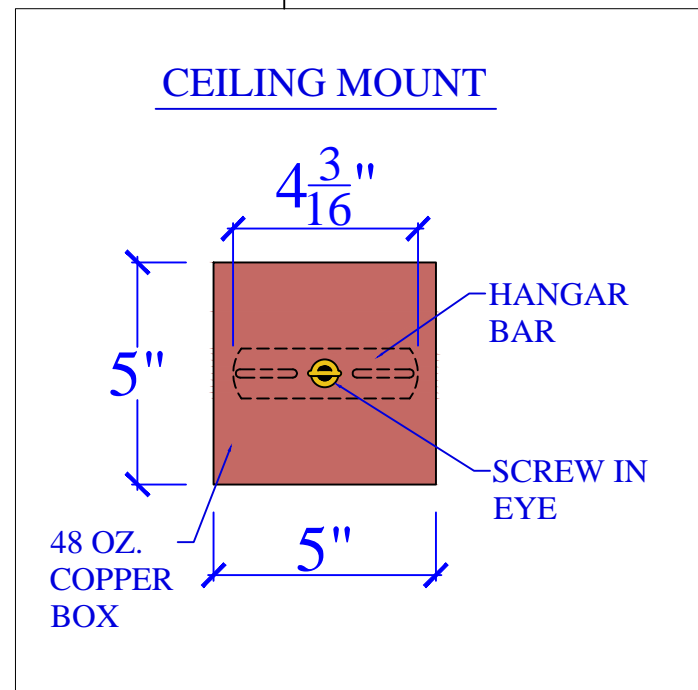 CEILING MOUNT
4 3/16"
HANGAR
BAR
5"
SCREW IN
EYE
5"
48 OZ.
COPPER
BOX